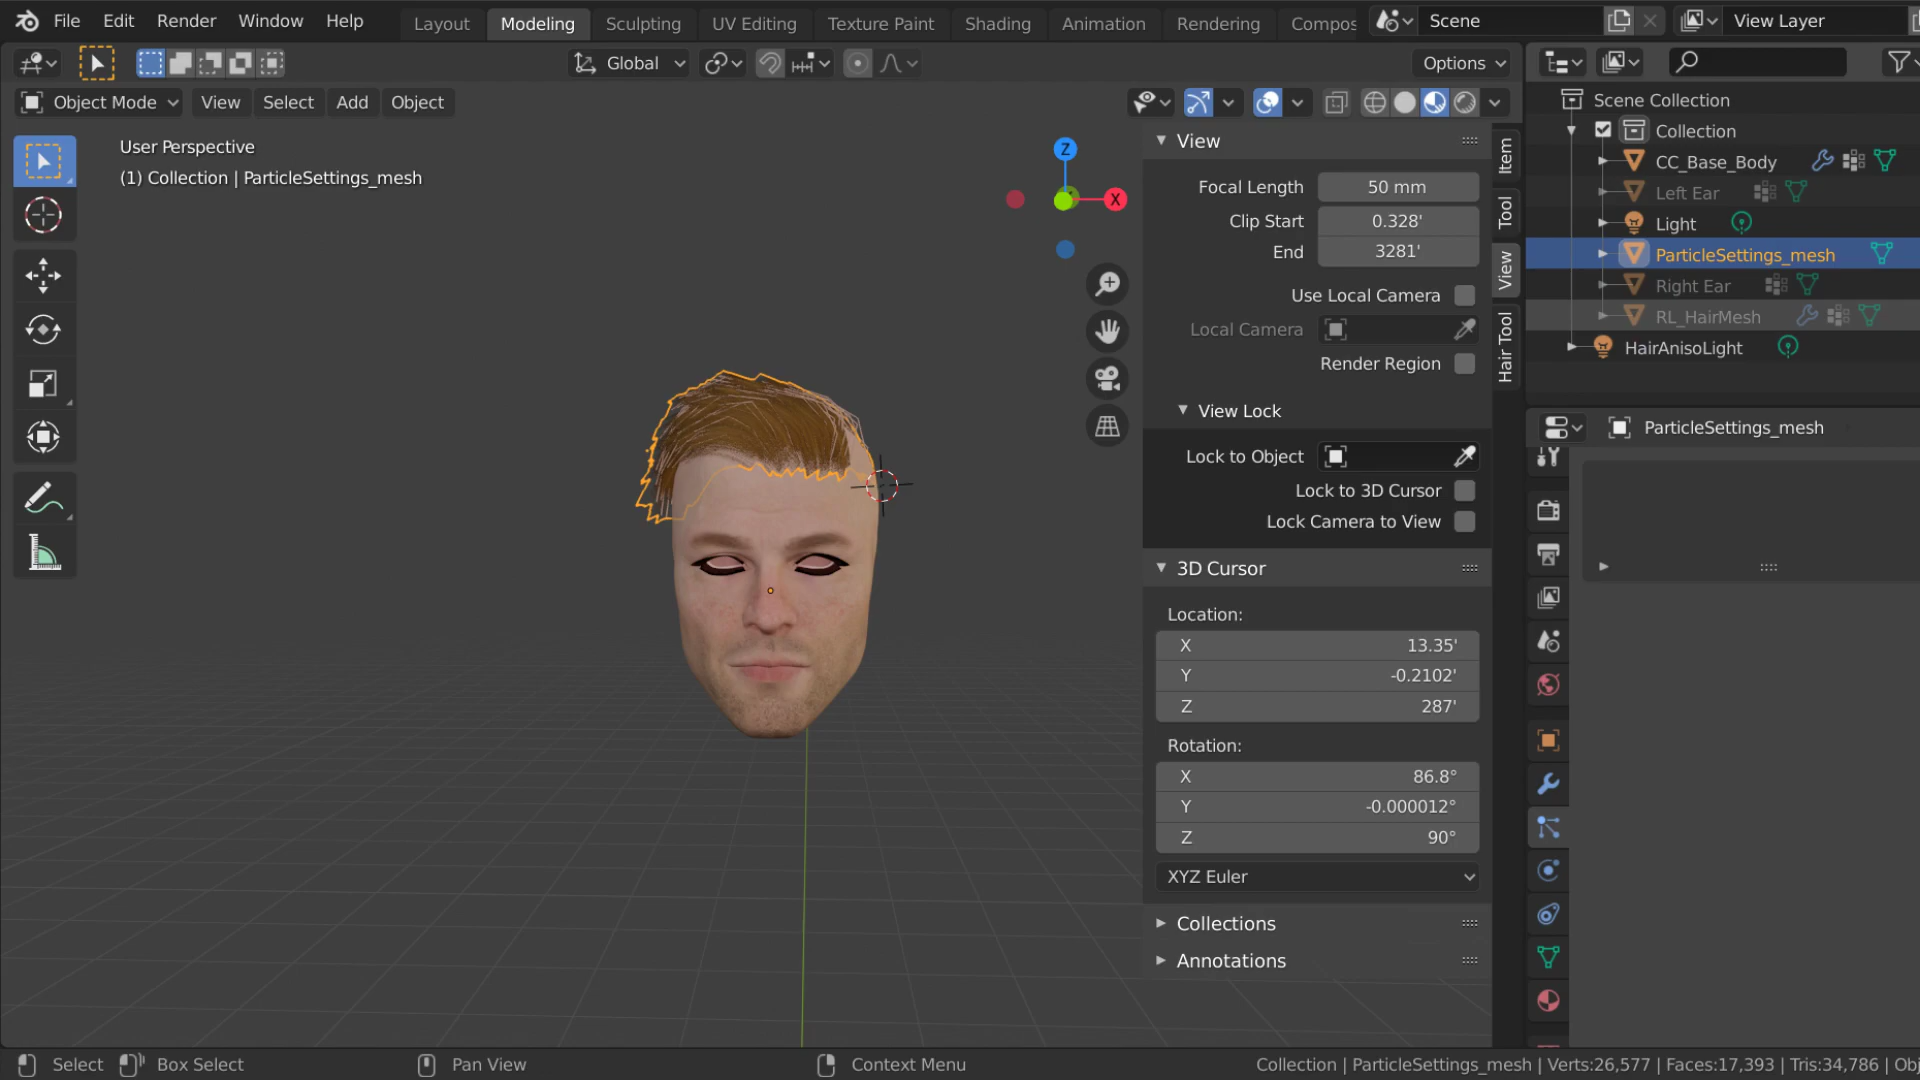 File Edit Render Window Help Layout Modeling Sculpting UV Editing Texture Paint Shading Animation Rendering Compos Scene View Layer
Global Options
Object Mode View Select Add Object
User Perspective
(1) Collection | ParticleSettings_mesh
Z
X
View
Focal Length 50 mm
Clip Start 0.328'
End 3281'
Use Local Camera
Local Camera
Render Region
View Lock
Lock to Object
Lock to 3D Cursor
Lock Camera to View
3D Cursor
Location:
X 13.35'
Y -0.2102'
Z 287'
Rotation:
X 86.8°
Y -0.000012°
Z 90°
XYZ Euler
Collections
Annotations
Item
Tool
View
Hair Tool
Scene Collection
Collection
CC_Base_Body
Left Ear
Light
ParticleSettings_mesh
Right Ear
RL_HairMesh
HairAnisoLight
ParticleSettings_mesh
Select Box Select Pan View Context Menu Collection | ParticleSettings_mesh | Verts:26,577 | Faces:17,393 | Tris:34,786 | Obj